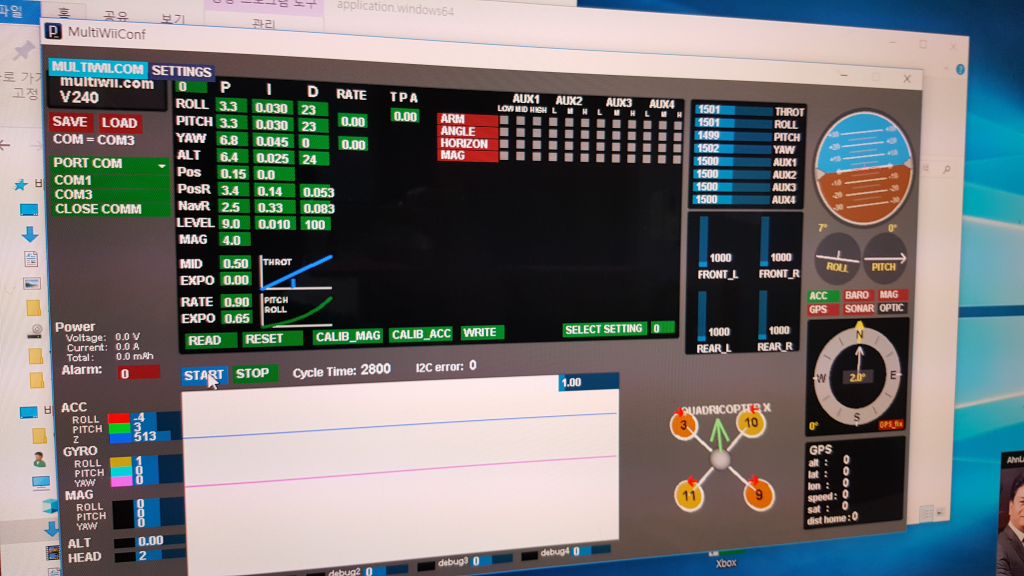 파일
홈
공유
보기
관리
application.windows64
MultiWiiConf
MULTIWII.COM SETTINGS
multiwii.com
V240
SAVE LOAD
COM = COM3
PORT COM
COM1
COM3
CLOSE COMM
0 P I D RATE TPA
ROLL 3.3 0.030 23 0.00
PITCH 3.3 0.030 23 0.00
YAW 6.8 0.045 0 0.00
ALT 6.4 0.025 24
Pos 0.15 0.0
PosR 3.4 0.14 0.053
NavR 2.5 0.33 0.083
LEVEL 9.0 0.010 100
MAG 4.0
MID 0.50 THROT
EXPO 0.00
RATE 0.90 PITCH
EXPO 0.65 ROLL
READ RESET CALIB_MAG CALIB_ACC WRITE SELECT SETTING 0
AUX1 AUX2 AUX3 AUX4
LOW MID HIGH L M H L M H L M H
ARM
ANGLE
HORIZON
MAG
1501 THROT
1501 ROLL
1499 PITCH
1502 YAW
1500 AUX1
1500 AUX2
1500 AUX3
1500 AUX4
1000 1000
FRONT_L FRONT_R
1000 1000
REAR_L REAR_R
7° 0°
ROLL PITCH
ACC BARO MAG
GPS SONAR OPTIC
N
W 2.0° E
S
0° GPS_fix
GPS
alt : 0
lat : 0
lon : 0
speed : 0
sat : 0
dist home : 0
Power
Voltage: 0.0 V
Current: 0.0 A
Total: 0.0 mAh
Alarm: 0
START STOP Cycle Time: 2800 I2C error: 0
1.00
ACC
ROLL -4
PITCH 3
Z 513
GYRO
ROLL 1
PITCH 0
YAW 0
MAG
ROLL 0
PITCH 0
YAW 0
ALT 0.00
HEAD 2
debug2 0 debug3 0 debug4 0
QUADRICOPTER X
3 10
11 9
Xbox